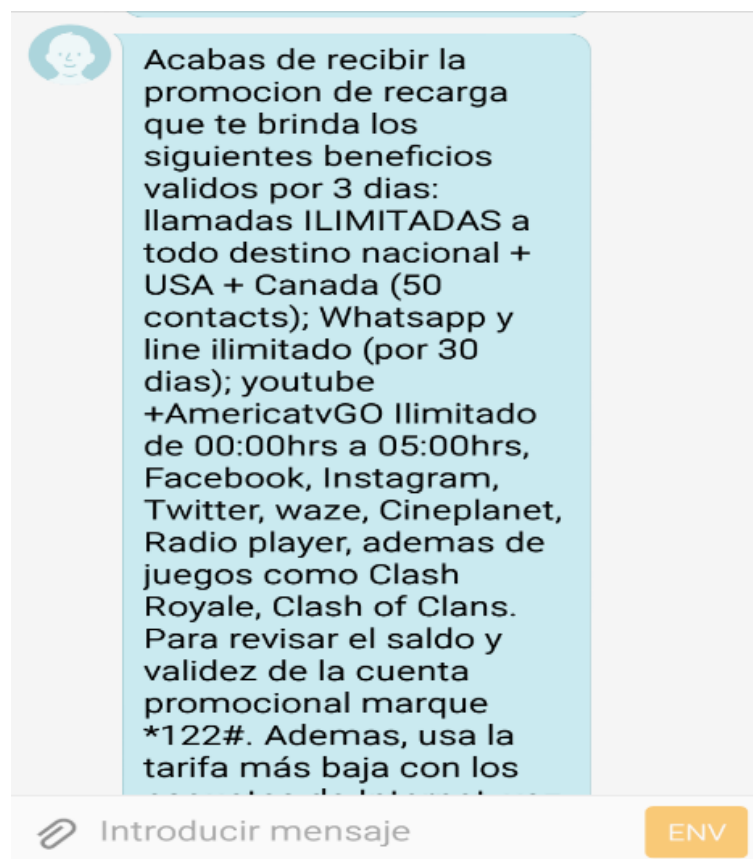 Acabas de recibir la
promocion de recarga
que te brinda los
siguientes beneficios
validos por 3 dias:
llamadas ILIMITADAS a
todo destino nacional +
USA + Canada (50
contacts); Whatsapp y
line ilimitado (por 30
dias); youtube
+AmericatvGO Ilimitado
de 00:00hrs a 05:00hrs,
Facebook, Instagram,
Twitter, waze, Cineplanet,
Radio player, ademas de
juegos como Clash
Royale, Clash of Clans.
Para revisar el saldo y
validez de la cuenta
promocional marque
*122#. Ademas, usa la
tarifa más baja con los
Introducir mensaje
ENV